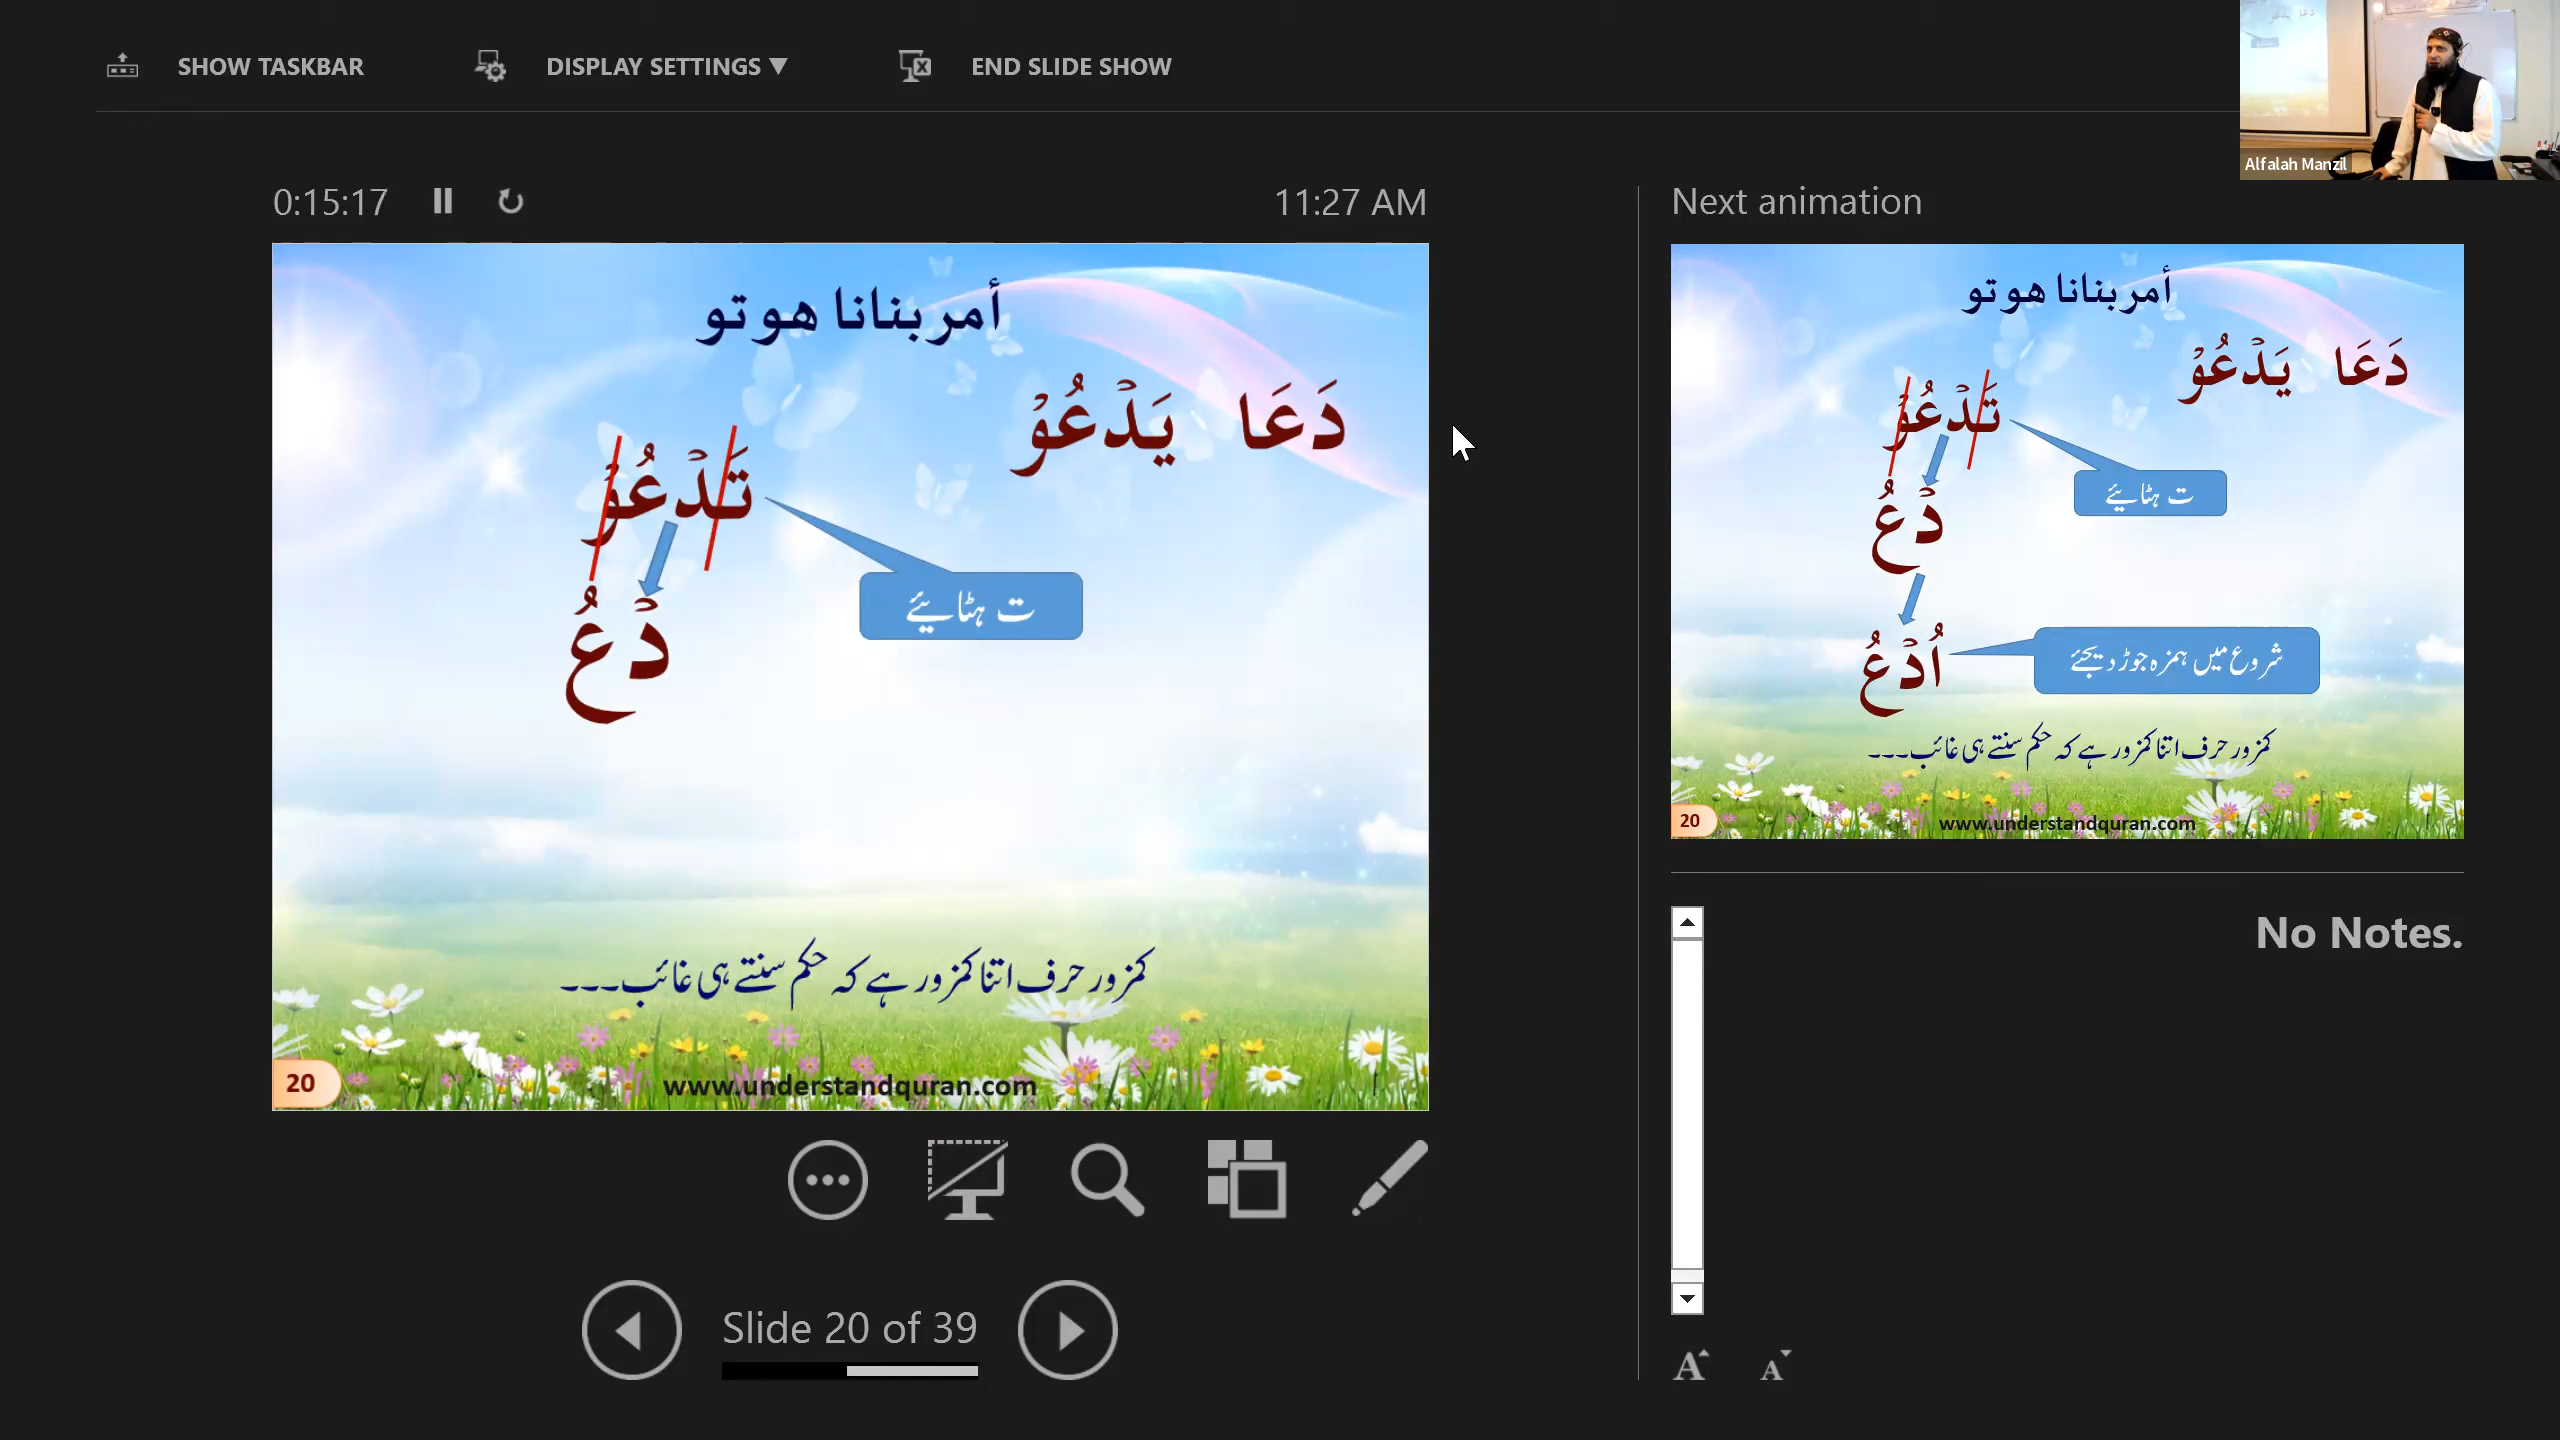 SHOW TASKBAR DISPLAY SETTINGS ▼ END SLIDE SHOW
Alfalah Manzil
0:15:17 11:27 AM
أمر بنانا هو تو
دَعَا يَدْعُوْ
تَدْعُوْ
ت ہٹائیے
دْعُ
کمزور حرف اتنا کمزور ہے کہ حکم سنتے ہی غائب۔۔۔
20
www.understandquran.com
Slide 20 of 39
Next animation
أمر بنانا هو تو
دَعَا يَدْعُوْ
تَدْعُوْ
ت ہٹائیے
دْعُ
اُدْعُ
شروع میں ہمزہ جوڑ دیجئے
کمزور حرف اتنا کمزور ہے کہ حکم سنتے ہی غائب۔۔۔
20
www.understandquran.com
No Notes.
A A